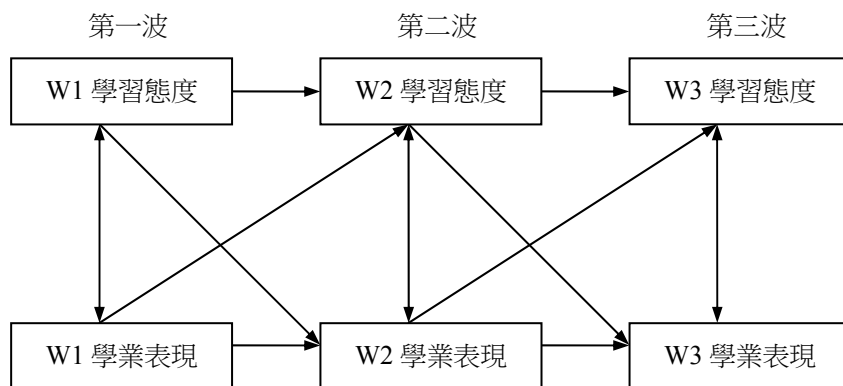 第一波 第二波 第三波
W1 學習態度 W2 學習態度 W3 學習態度
W1 學業表現 W2 學業表現 W3 學業表現